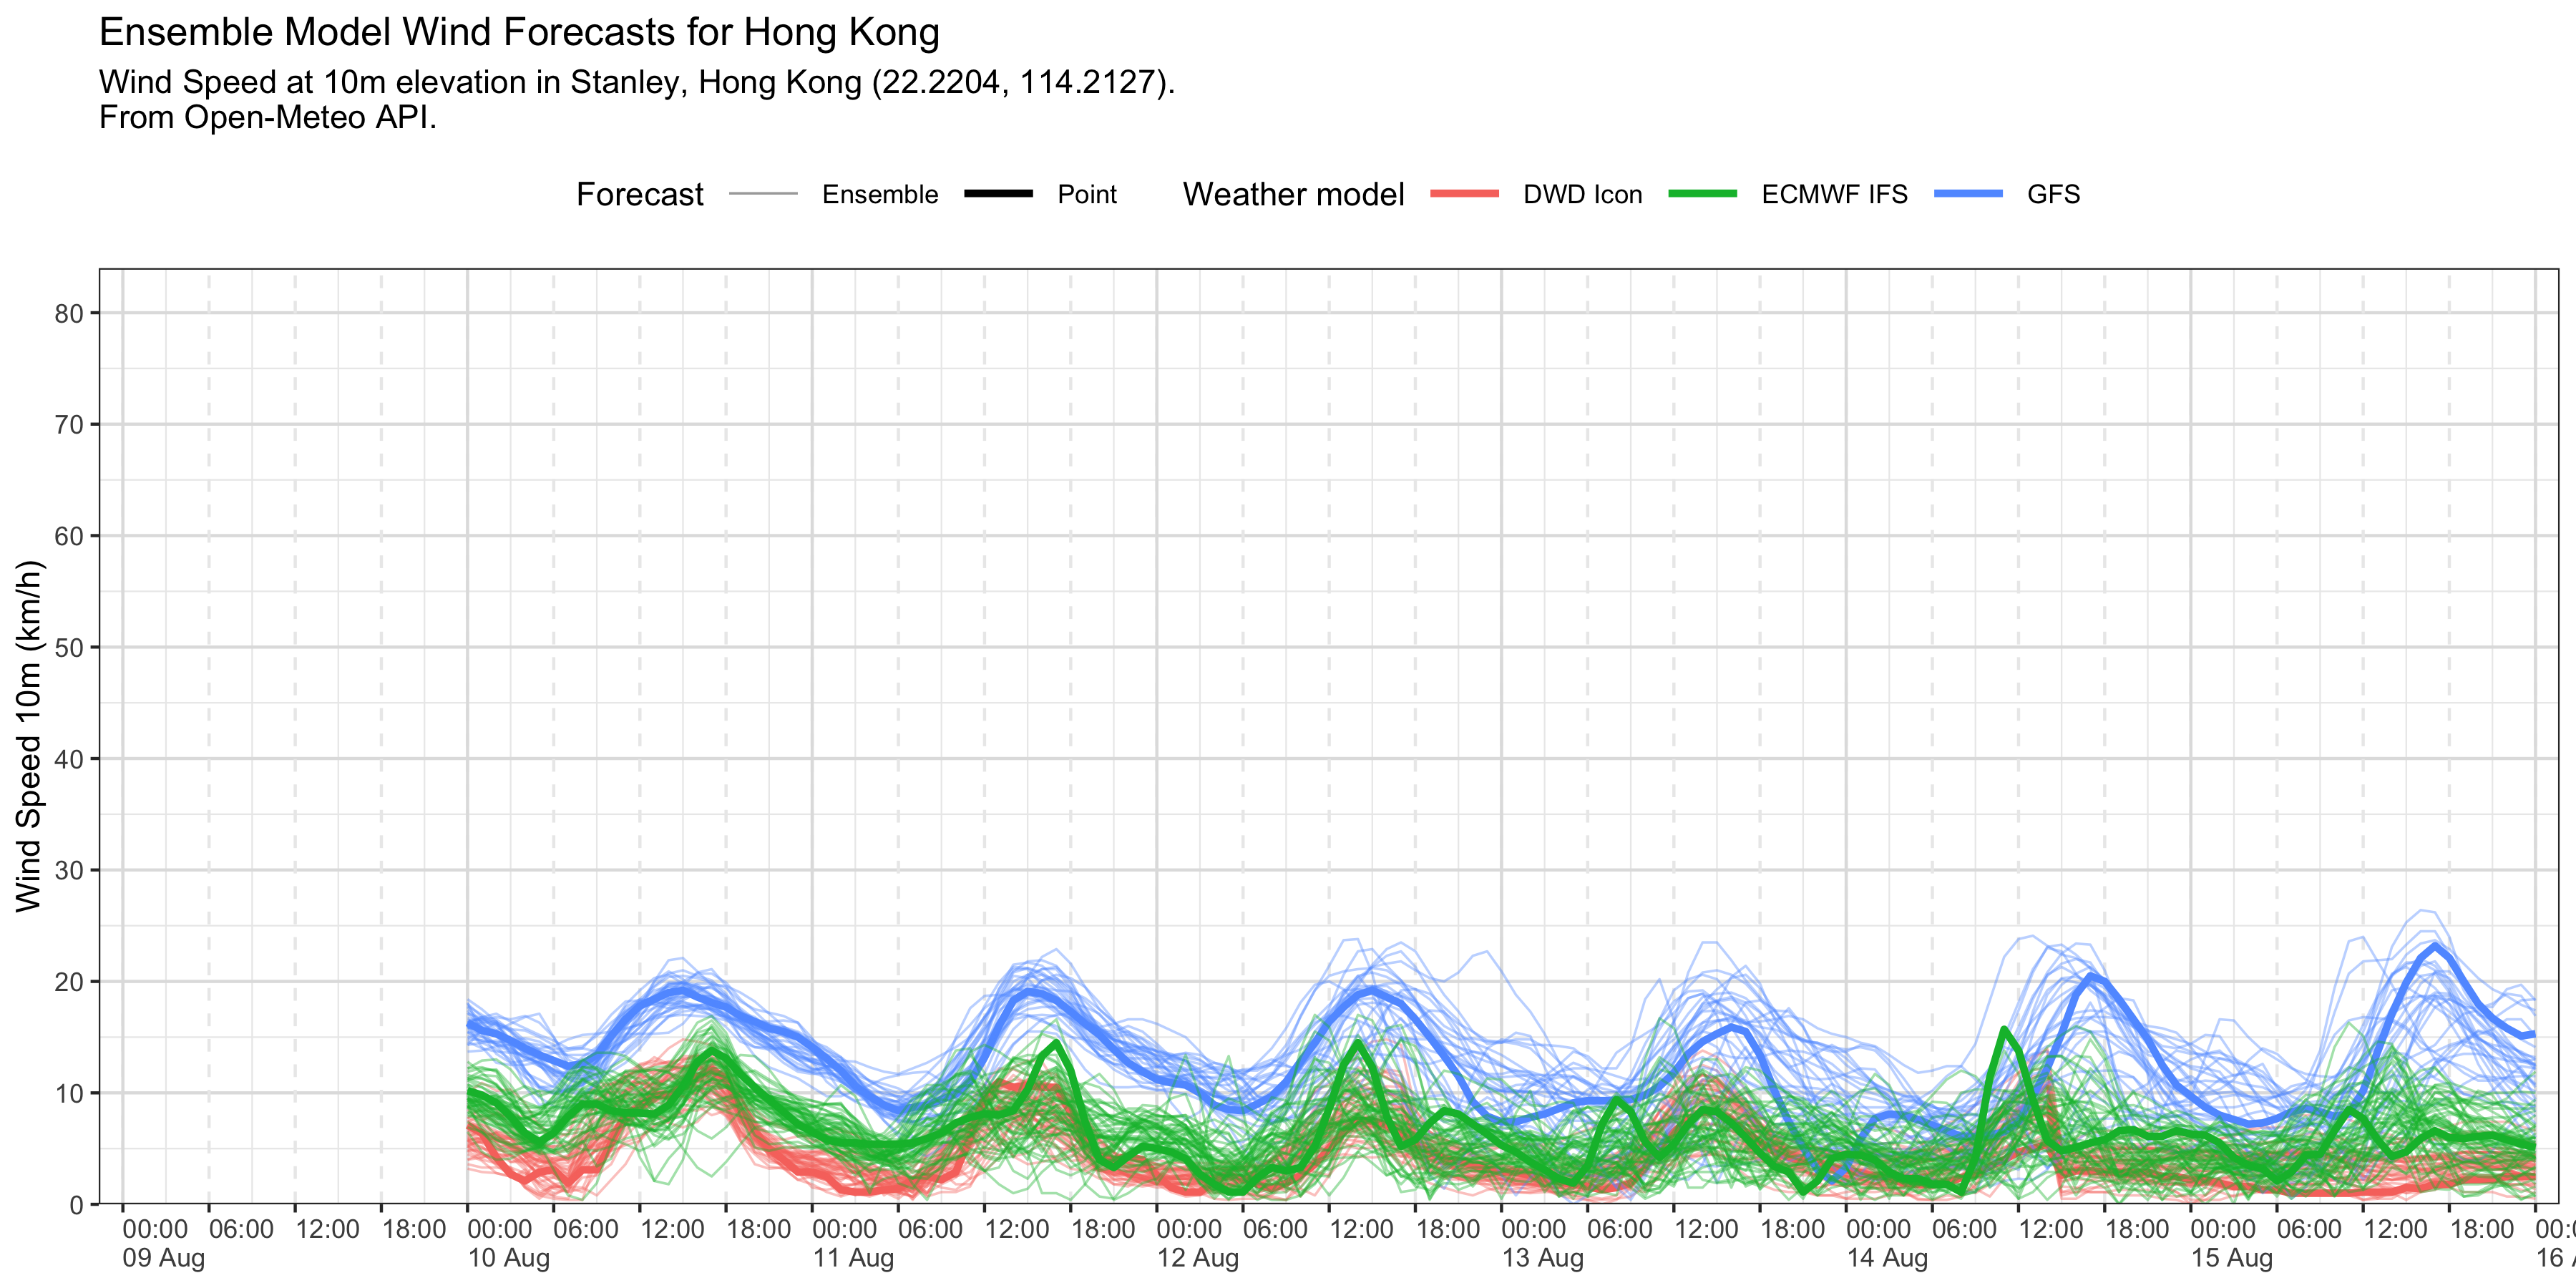 Ensemble Model Wind Forecasts for Hong Kong
Wind Speed at 10m elevation in Stanley, Hong Kong (22.2204, 114.2127).
From Open-Meteo API.
Forecast Ensemble Point Weather model DWD Icon ECMWF IFS GFS
Wind Speed 10m (km/h)
80
70
60
50
40
30
20
10
0
00:00 06:00 12:00 18:00 00:00 06:00 12:00 18:00 00:00 06:00 12:00 18:00 00:00 06:00 12:00 18:00 00:00 06:00 12:00 18:00 00:00 06:00 12:00 18:00 00:00 06:00 12:00 18:00 00:0
09 Aug 10 Aug 11 Aug 12 Aug 13 Aug 14 Aug 15 Aug 16 A